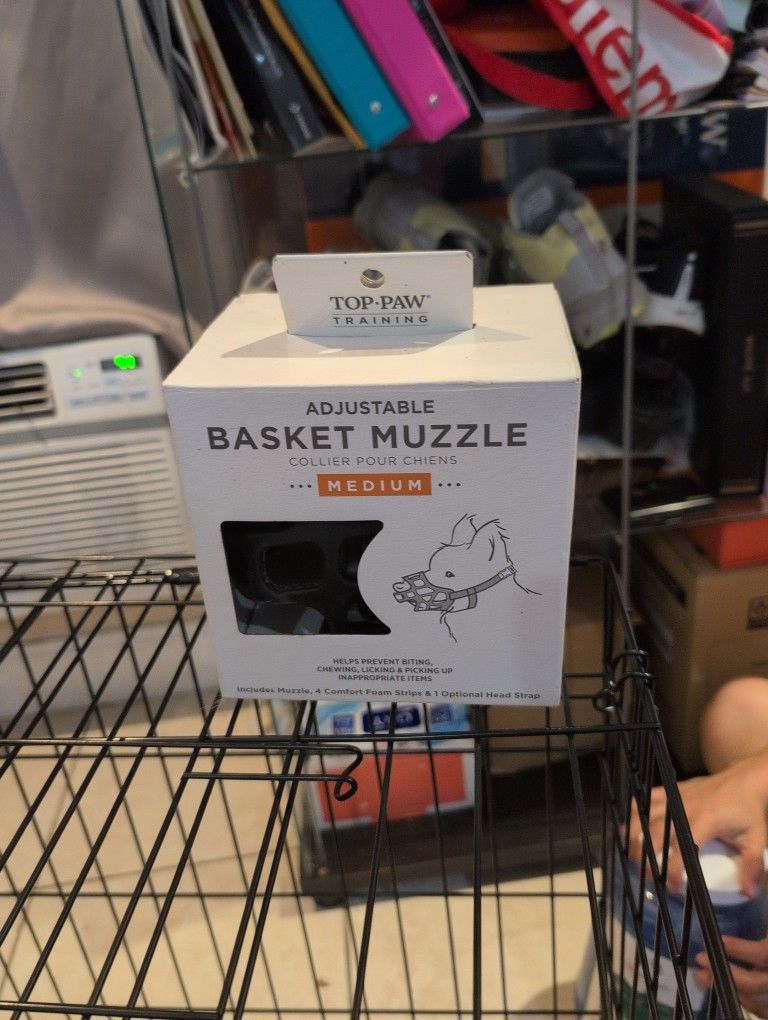 TOP·PAW®
TRAINING
ADJUSTABLE
BASKET MUZZLE
COLLIER POUR CHIENS
••• MEDIUM •••
HELPS PREVENT BITING,
CHEWING, LICKING & PICKING UP
INAPPROPRIATE ITEMS
Includes Muzzle, 4 Comfort Foam Strips & 1 Optional Head Strap